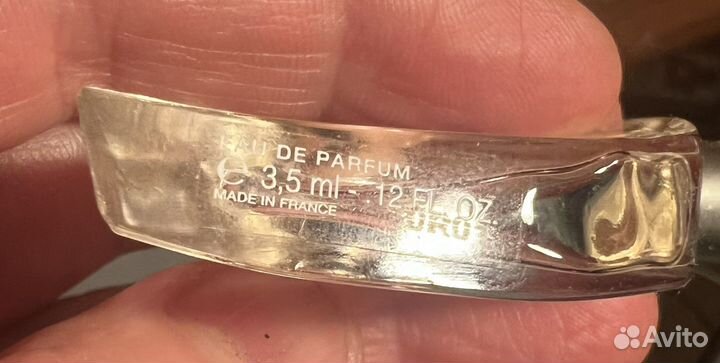 EAU DE PARFUM
℮ 3,5 ml - .12 FL. OZ
MADE IN FRANCE
Avito